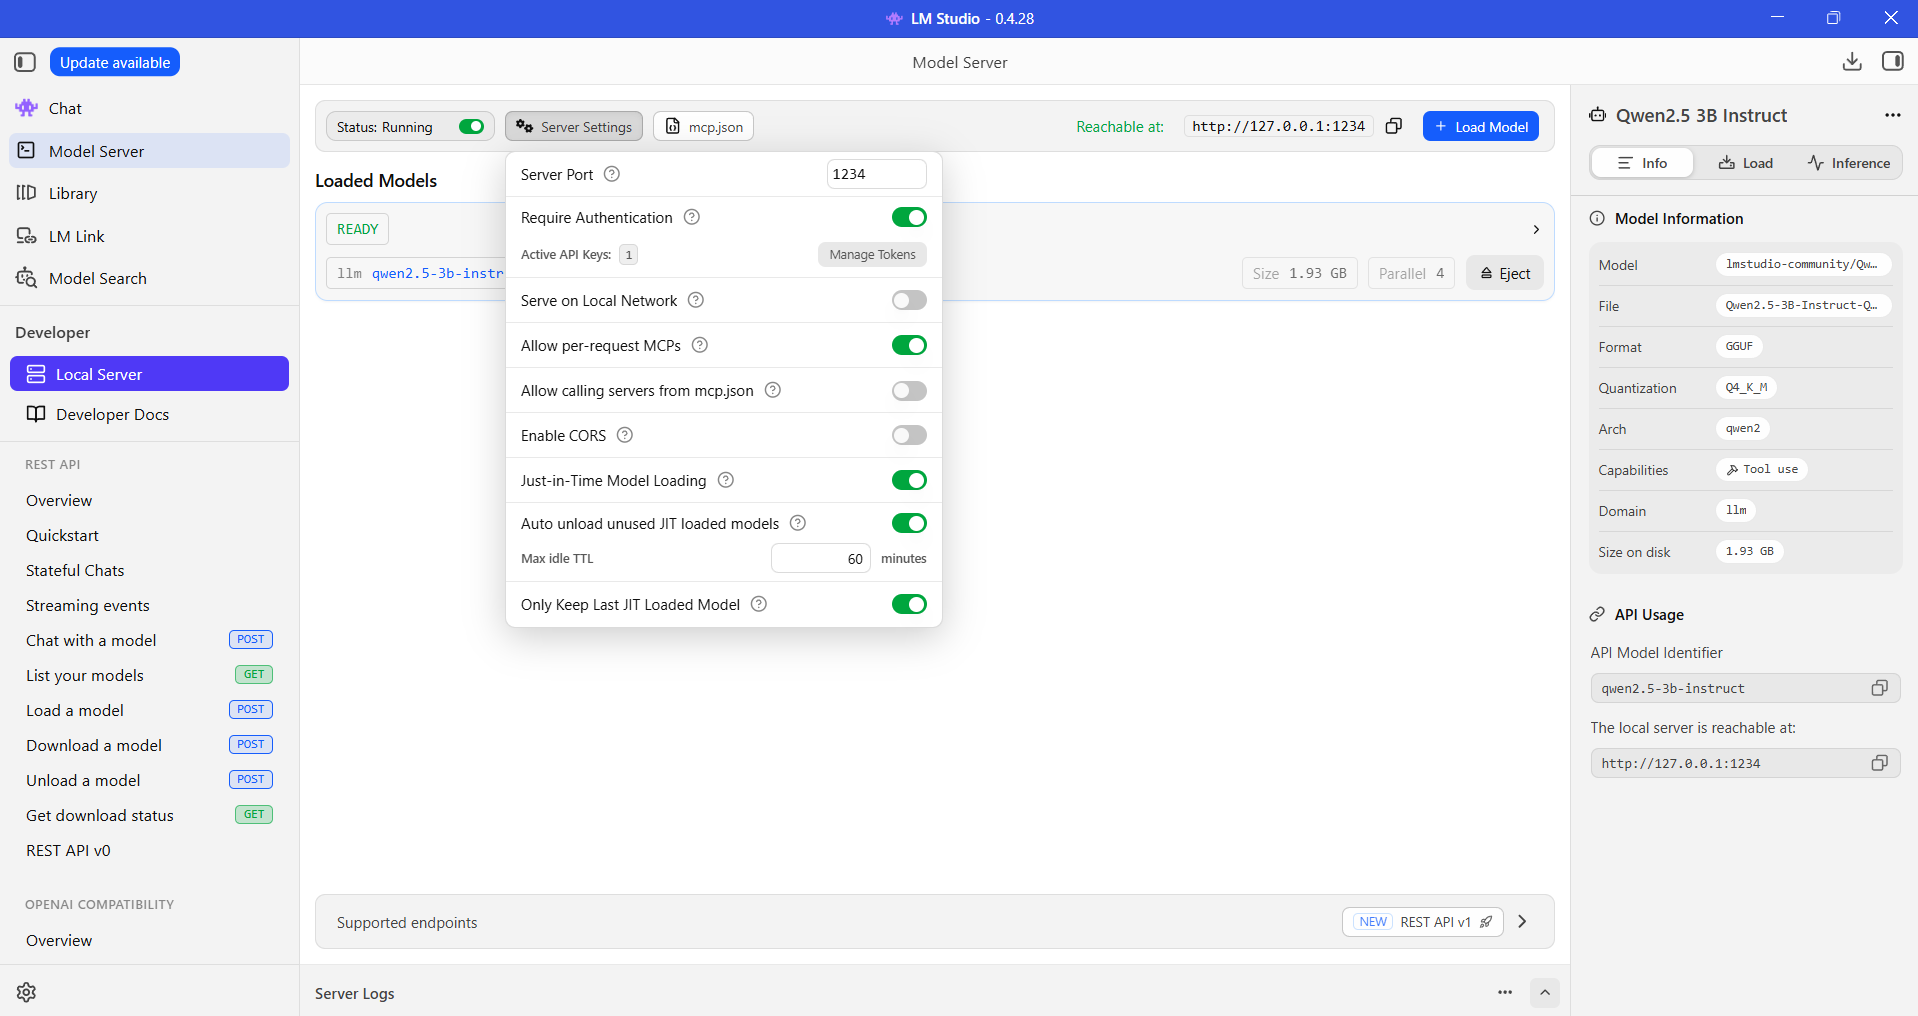 LM Studio - 0.4.28
Update available
Model Server
Chat
Model Server
Library
LM Link
Model Search
Developer
Local Server
Developer Docs
REST API
Overview
Quickstart
Stateful Chats
Streaming events
Chat with a model POST
List your models GET
Load a model POST
Download a model POST
Unload a model POST
Get download status GET
REST API v0
OPENAI COMPATIBILITY
Overview
Status: Running
Server Settings
mcp.json
Reachable at: http://127.0.0.1:1234
+ Load Model
Loaded Models
READY
llm qwen2.5-3b-instr
Size 1.93 GB
Parallel 4
Eject
Server Port 1234
Require Authentication
Active API Keys: 1 Manage Tokens
Serve on Local Network
Allow per-request MCPs
Allow calling servers from mcp.json
Enable CORS
Just-in-Time Model Loading
Auto unload unused JIT loaded models
Max idle TTL 60 minutes
Only Keep Last JIT Loaded Model
Supported endpoints
NEW REST API v1
Server Logs
Qwen2.5 3B Instruct
Info Load Inference
Model Information
Model lmstudio-community/Qw…
File Qwen2.5-3B-Instruct-Q…
Format GGUF
Quantization Q4_K_M
Arch qwen2
Capabilities Tool use
Domain llm
Size on disk 1.93 GB
API Usage
API Model Identifier
qwen2.5-3b-instruct
The local server is reachable at:
http://127.0.0.1:1234